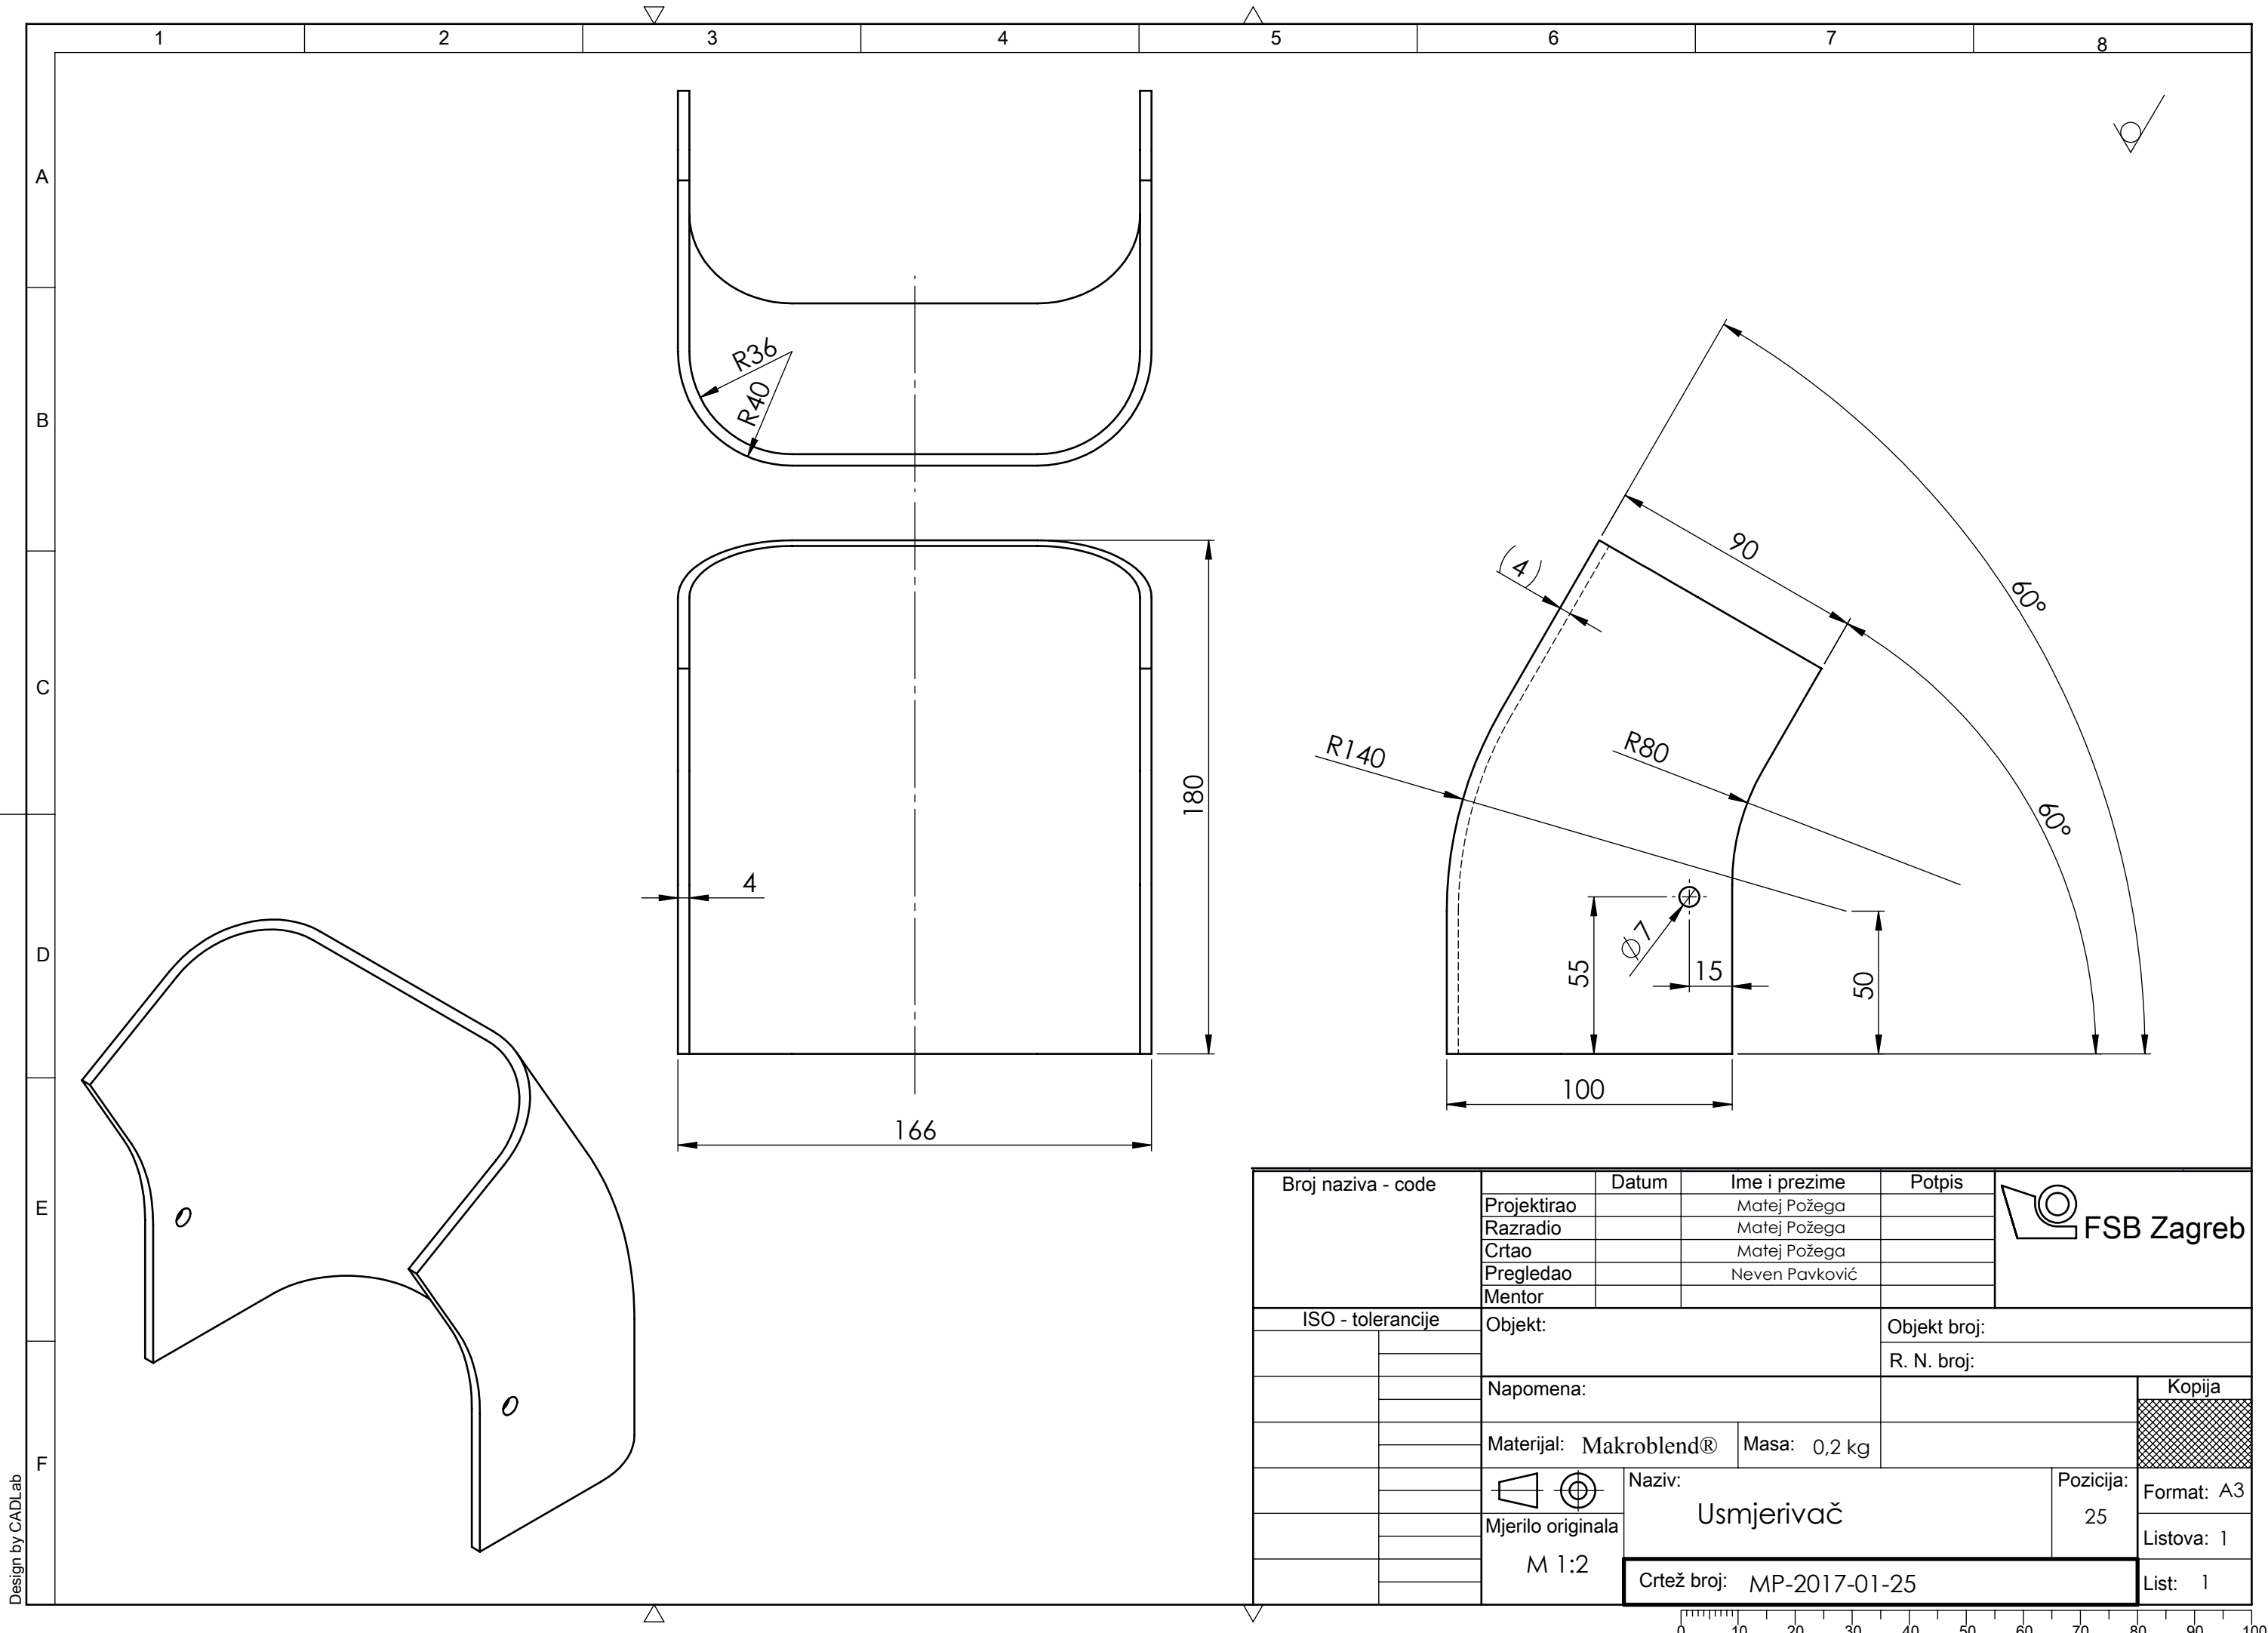 1 2 3 4 5 6 7 8
A
B
C
D
E
F
R36
R40
180
4
166
(4)
90
60°
60°
R140
R80
Ø7
55
15
50
100
Design by CADLab
Broj naziva - code
Datum Ime i prezime Potpis
Projektirao Matej Požega
Razradio Matej Požega
Crtao Matej Požega
Pregledao Neven Pavković
Mentor
FSB Zagreb
ISO - tolerancije
Objekt:
Objekt broj:
R. N. broj:
Napomena:
Kopija
Materijal: Makroblend®
Masa: 0,2 kg
Naziv:
Usmjerivač
Pozicija:
25
Format: A3
Mjerilo originala
M 1:2
Listova: 1
Crtež broj: MP-2017-01-25
List: 1
0 10 20 30 40 50 60 70 80 90 100